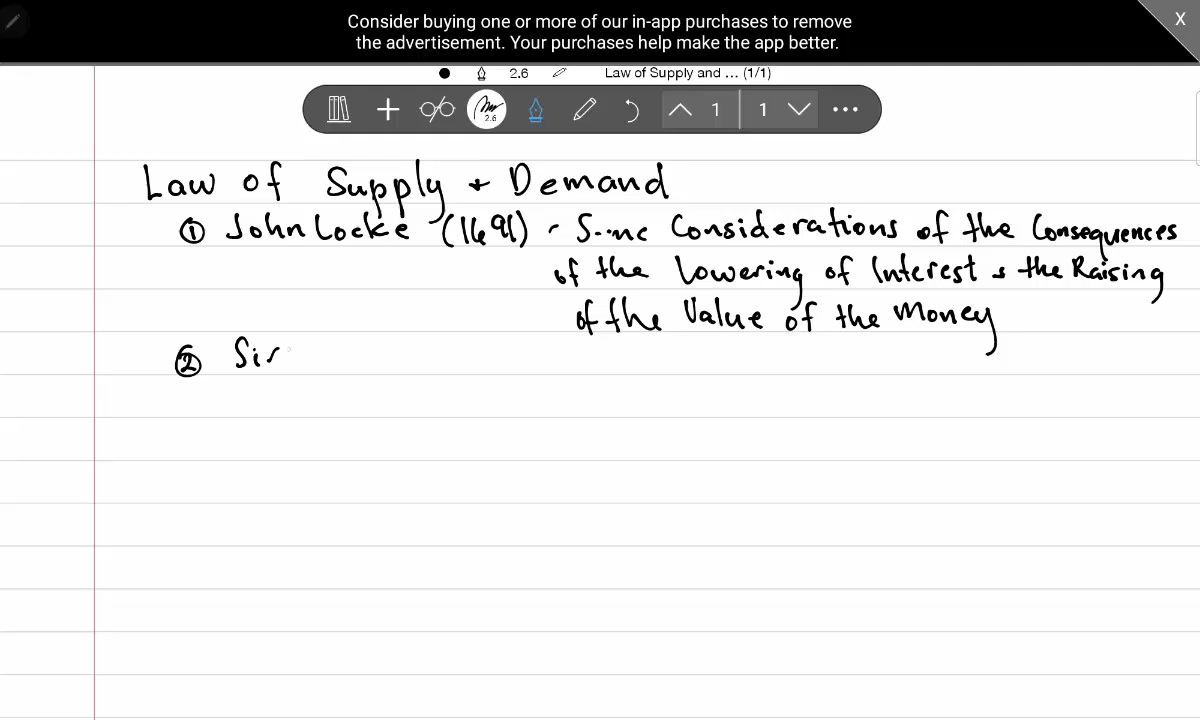 Consider buying one or more of our in-app purchases to remove
the advertisement. Your purchases help make the app better.
X
2.6 Law of Supply and ... (1/1)
2.6 1 1
Law of Supply + Demand
① John Locke (1691) - Some Considerations of the Consequences
of the Lowering of Interest & the Raising
of the Value of the Money
② Sir